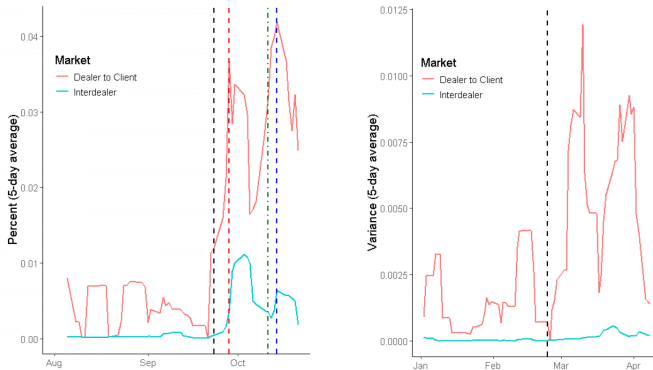 Percent (5-day average)
0.04
0.03
0.02
0.01
0.00
Market
Dealer to Client
Interdealer
Aug
Sep
Oct
Variance (5-day average)
0.0125
0.0100
0.0075
0.0050
0.0025
0.0000
Market
Dealer to Client
Interdealer
Jan
Feb
Mar
Apr